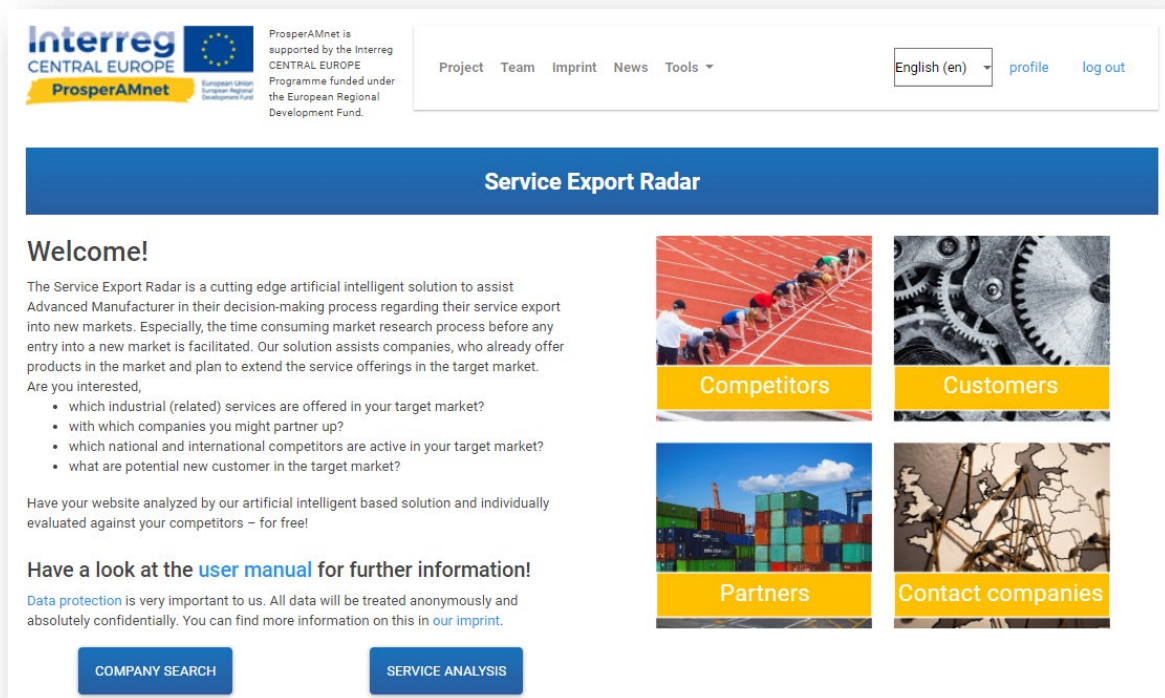 Interreg
CENTRAL EUROPE
ProsperAMnet
European Union
European Regional
Development Fund
ProsperAMnet is
supported by the Interreg
CENTRAL EUROPE
Programme funded under
the European Regional
Development Fund.
Project Team Imprint News Tools
English (en) profile log out
Service Export Radar
Welcome!
The Service Export Radar is a cutting edge artificial intelligent solution to assist
Advanced Manufacturer in their decision-making process regarding their service export
into new markets. Especially, the time consuming market research process before any
entry into a new market is facilitated. Our solution assists companies, who already offer
products in the market and plan to extend the service offerings in the target market.
Are you interested,
• which industrial (related) services are offered in your target market?
• with which companies you might partner up?
• which national and international competitors are active in your target market?
• what are potential new customer in the target market?
Have your website analyzed by our artificial intelligent based solution and individually
evaluated against your competitors – for free!
Have a look at the user manual for further information!
Data protection is very important to us. All data will be treated anonymously and
absolutely confidentially. You can find more information on this in our imprint.
COMPANY SEARCH SERVICE ANALYSIS
Competitors Customers
Partners Contact companies